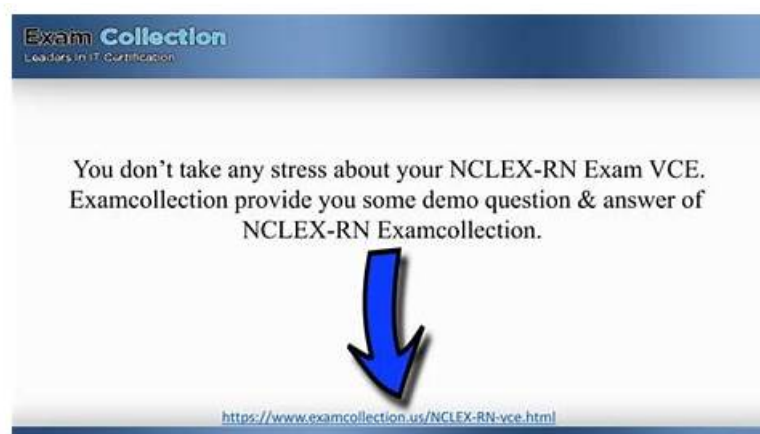 Exam Collection
Leaders in IT Certification
You don't take any stress about your NCLEX-RN Exam VCE.
Examcollection provide you some demo question & answer of
NCLEX-RN Examcollection.
https://www.examcollection.us/NCLEX-RN-vce.html